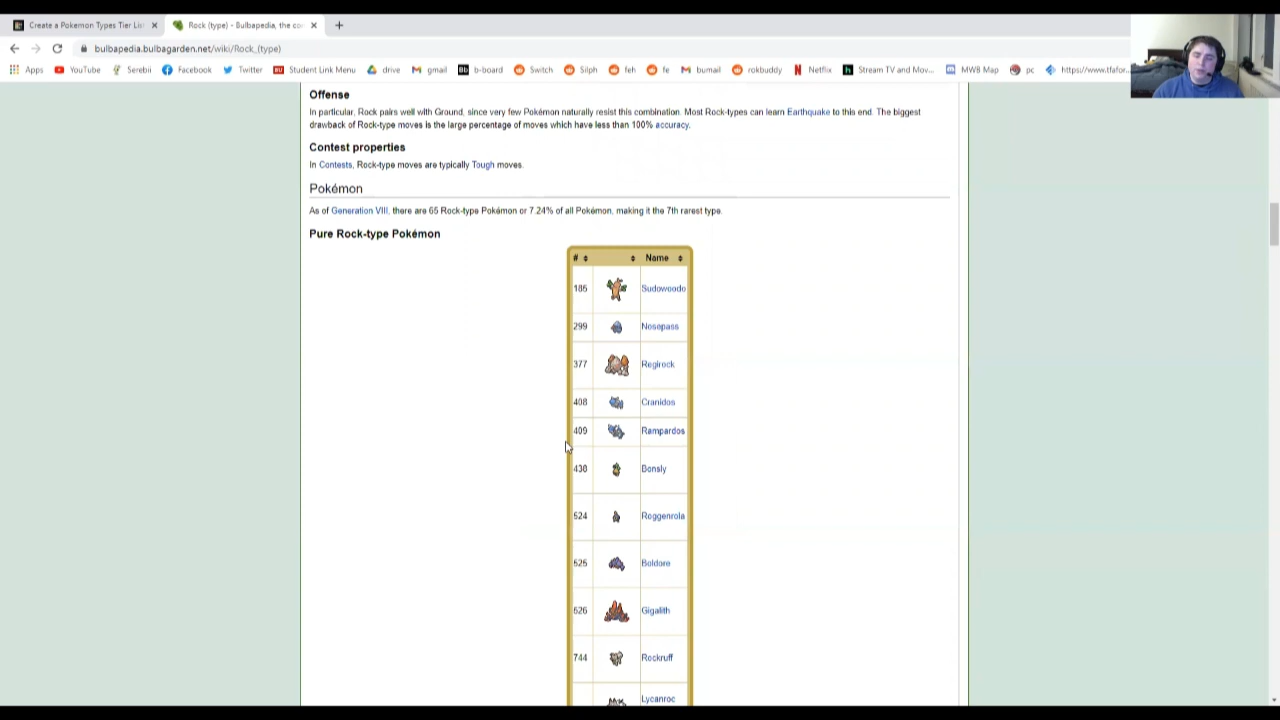 Create a Pokemon Types Tier Lis
Rock (type) - Bulbapedia, the co
bulbapedia.bulbagarden.net/wiki/Rock_(type)
Apps YouTube Serebii Facebook Twitter BU Student Link Menu drive gmail Bb b-board Switch Silph feh fe bumail rokbuddy Netflix Stream TV and Mov... MWB Map pc https://www.tfafor...
Offense
In particular, Rock pairs well with Ground, since very few Pokémon naturally resist this combination. Most Rock-types can learn Earthquake to this end. The biggest
drawback of Rock-type moves is the large percentage of moves which have less than 100% accuracy.
Contest properties
In Contests, Rock-type moves are typically Tough moves.
Pokémon
As of Generation VIII, there are 65 Rock-type Pokémon or 7.24% of all Pokémon, making it the 7th rarest type.
Pure Rock-type Pokémon
# Name
185 Sudowoodo
299 Nosepass
377 Regirock
408 Cranidos
409 Rampardos
438 Bonsly
524 Roggenrola
525 Boldore
526 Gigalith
744 Rockruff
Lycanroc